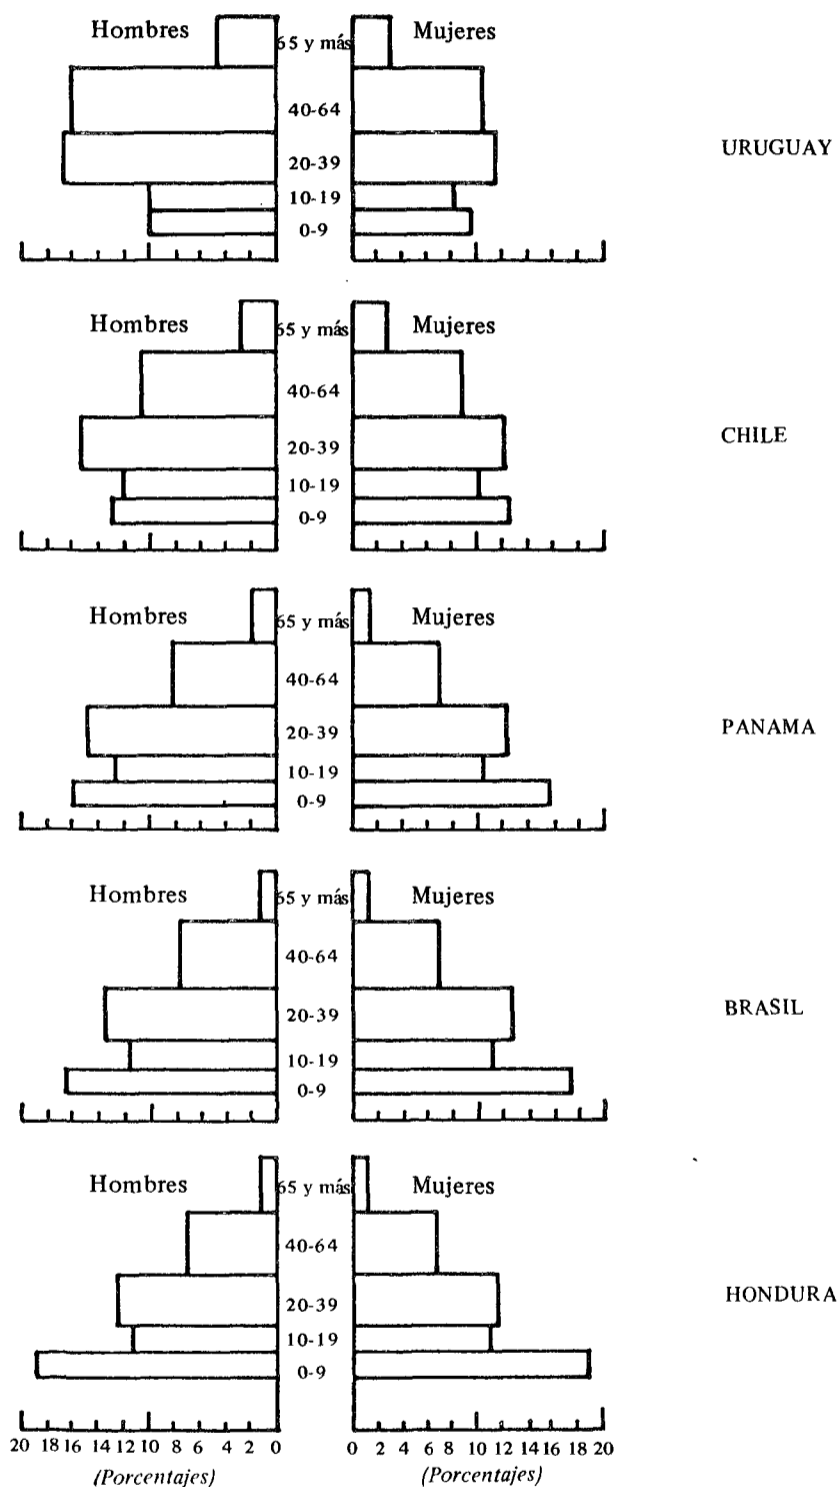 Hombres 65 y más Mujeres
40-64
20-39
10-19
0-9
URUGUAY
Hombres 65 y más Mujeres
40-64
20-39
10-19
0-9
CHILE
Hombres 65 y más Mujeres
40-64
20-39
10-19
0-9
PANAMA
Hombres 65 y más Mujeres
40-64
20-39
10-19
0-9
BRASIL
Hombres 65 y más Mujeres
40-64
20-39
10-19
0-9
HONDURA
20 18 16 14 12 10 8 6 4 2 0 0 2 4 6 8 10 12 14 16 18 20
(Porcentajes) (Porcentajes)